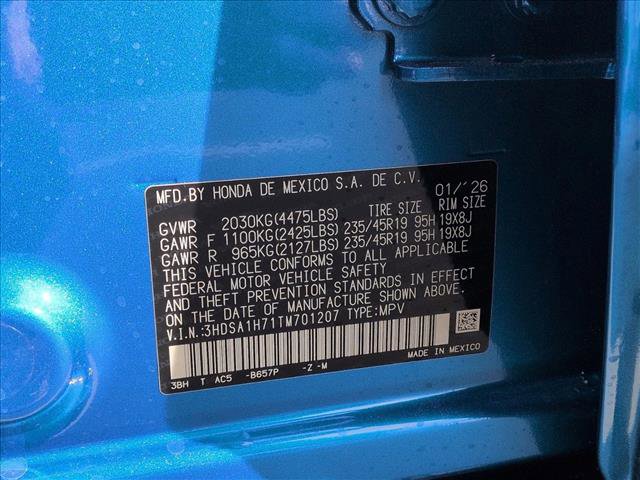 MFD.BY HONDA DE MEXICO S.A. DE C.V. 01/'26
GVWR 2030KG(4475LBS) TIRE SIZE RIM SIZE
GAWR F 1100KG(2425LBS) 235/45R19 95H 19X8J
GAWR R 965KG(2127LBS) 235/45R19 95H 19X8J
THIS VEHICLE CONFORMS TO ALL APPLICABLE
FEDERAL MOTOR VEHICLE SAFETY
AND THEFT PREVENTION STANDARDS IN EFFECT
ON THE DATE OF MANUFACTURE SHOWN ABOVE.
V.I.N.:3HDSA1H71TM701207 TYPE:MPV
3BH T AC5 -B657P -Z -M MADE IN MEXICO